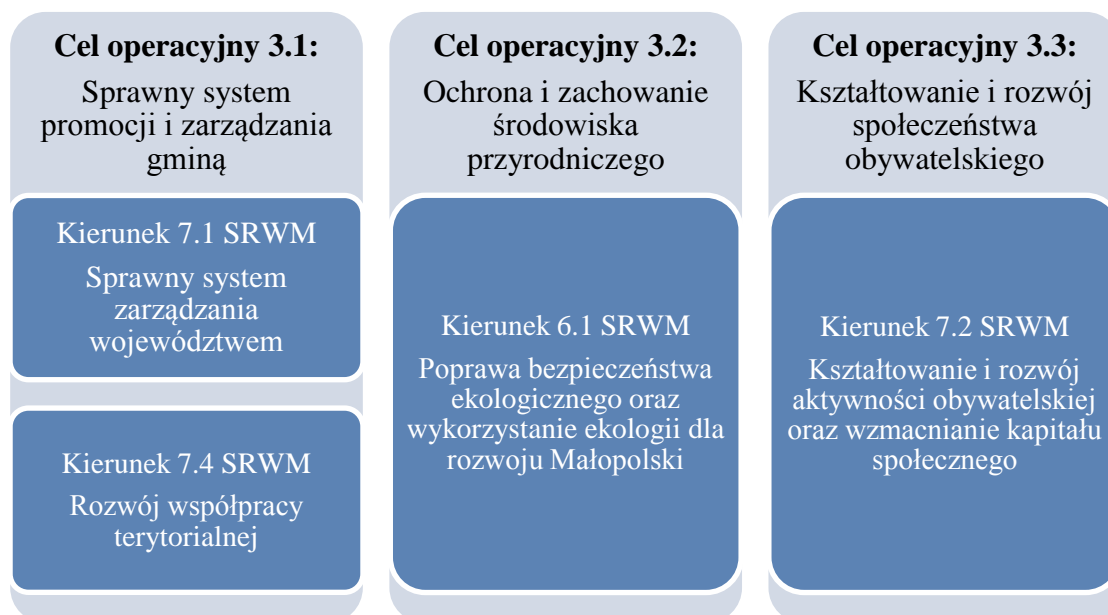 Cel operacyjny 3.1:
Sprawny system
promocji i zarządzania
gminą
Kierunek 7.1 SRWM
Sprawny system
zarządzania
województwem
Kierunek 7.4 SRWM
Rozwój współpracy
terytorialnej
Cel operacyjny 3.2:
Ochrona i zachowanie
środowiska
przyrodniczego
Kierunek 6.1 SRWM
Poprawa bezpieczeństwa
ekologicznego oraz
wykorzystanie ekologii dla
rozwoju Małopolski
Cel operacyjny 3.3:
Kształtowanie i rozwój
społeczeństwa
obywatelskiego
Kierunek 7.2 SRWM
Kształtowanie i rozwój
aktywności obywatelskiej
oraz wzmacnianie kapitału
społecznego